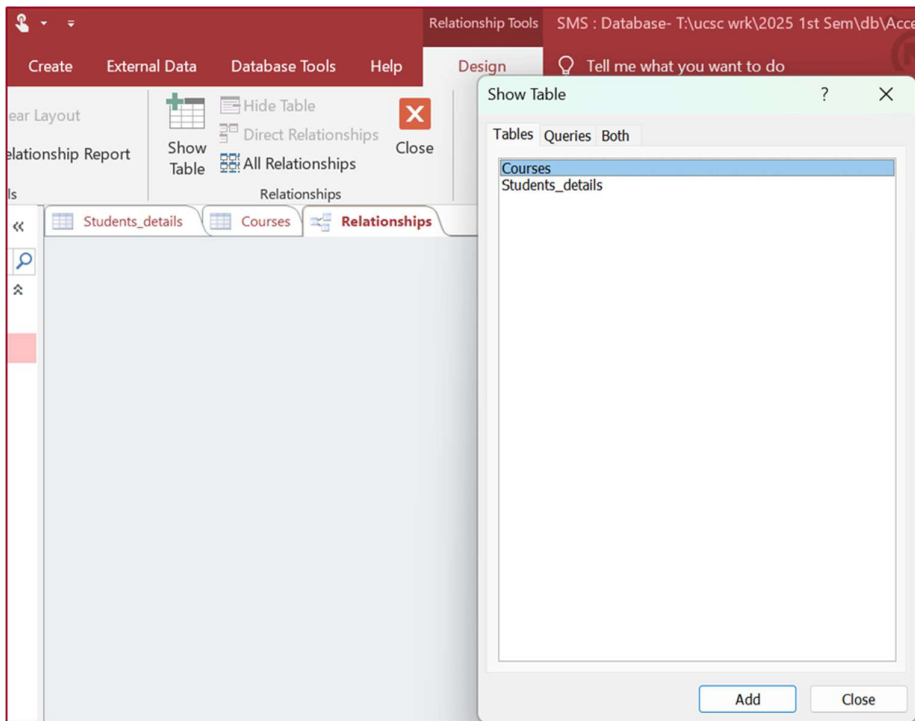 Relationship Tools SMS : Database- T:\ucsc wrk\2025 1st Sem\db\Acce
Create External Data Database Tools Help Design Tell me what you want to do
Show Table ? ×
ear Layout
elationship Report
ls
Show
Table
Hide Table
Direct Relationships
All Relationships
Close
Relationships
Students_details Courses Relationships
Tables Queries Both
Courses
Students_details
Add Close